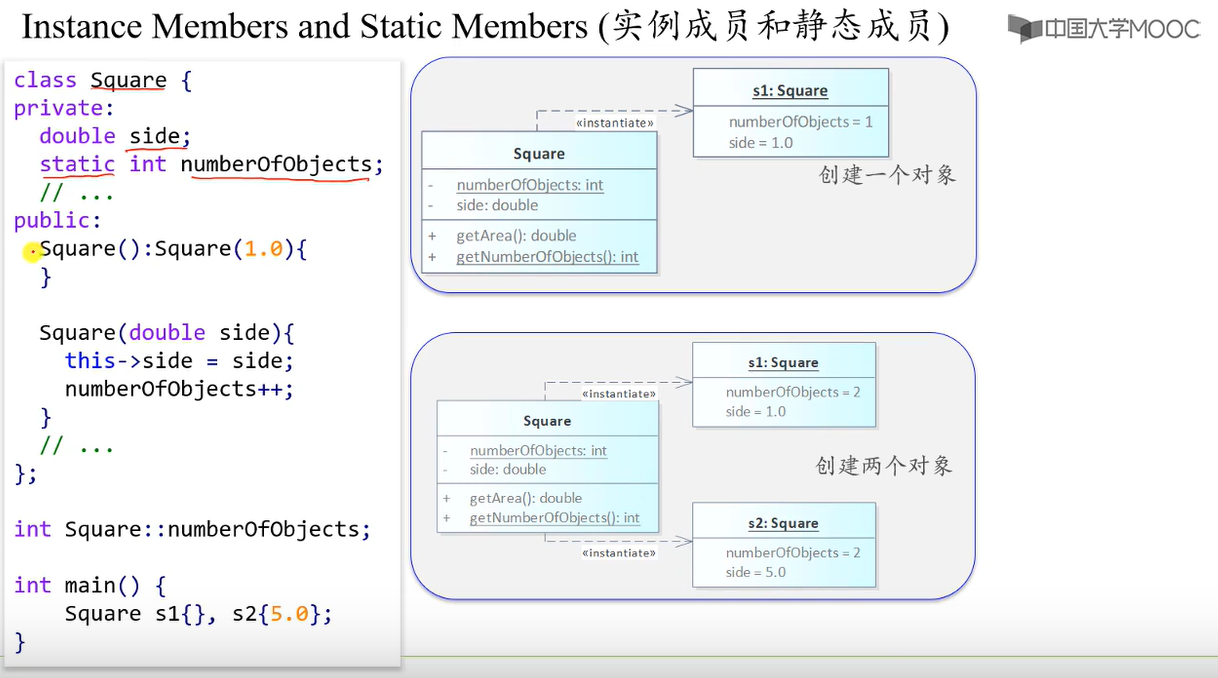 Instance Members and Static Members (实例成员和静态成员)
中国大学MOOC
class Square {
private:
  double side;
  static int numberOfObjects;
  // ...
public:
  Square():Square(1.0){
  }
  Square(double side){
    this->side = side;
    numberOfObjects++;
  }
  // ...
};
int Square::numberOfObjects;
int main() {
    Square s1{}, s2{5.0};
}
s1: Square
numberOfObjects = 1
side = 1.0
«instantiate»
Square
- numberOfObjects: int
- side: double
+ getArea(): double
+ getNumberOfObjects(): int
创建一个对象
s1: Square
numberOfObjects = 2
side = 1.0
«instantiate»
Square
- numberOfObjects: int
- side: double
+ getArea(): double
+ getNumberOfObjects(): int
创建两个对象
«instantiate»
s2: Square
numberOfObjects = 2
side = 5.0